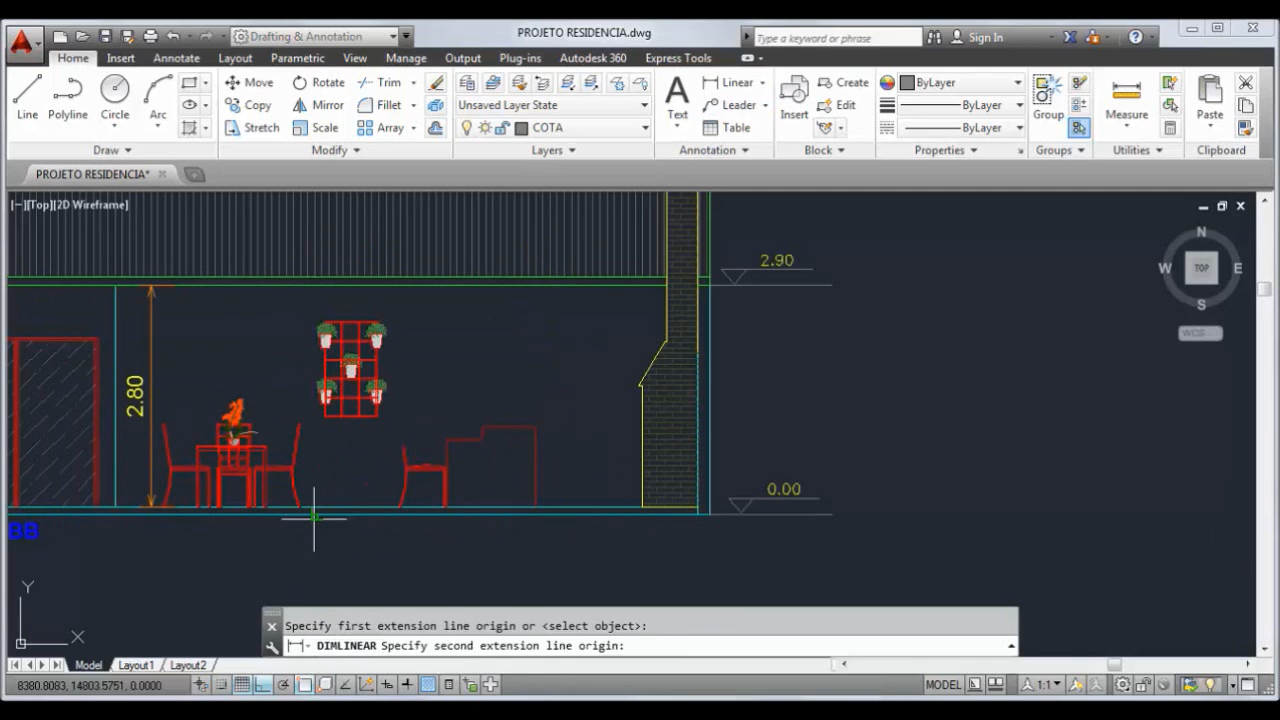 Drafting & Annotation
PROJETO RESIDENCIA.dwg
Type a keyword or phrase
Sign In
Home Insert Annotate Layout Parametric View Manage Output Plug-ins Autodesk 360 Express Tools
Line
Polyline
Circle
Arc
Move
Rotate
Trim
Copy
Mirror
Fillet
Stretch
Scale
Array
Unsaved Layer State
COTA
Text
Linear
Leader
Table
Insert
Create
Edit
ByLayer
ByLayer
ByLayer
Group
Measure
Paste
Draw
Modify
Layers
Annotation
Block
Properties
Groups
Utilities
Clipboard
PROJETO RESIDENCIA*
[−][Top][2D Wireframe]
N
W
TOP
E
S
WCS
2.90
2.80
0.00
BB
Y
X
Specify first extension line origin or <select object>:
DIMLINEAR Specify second extension line origin:
Model Layout1 Layout2
8380.8083, 14803.5751, 0.0000
MODEL
1:1